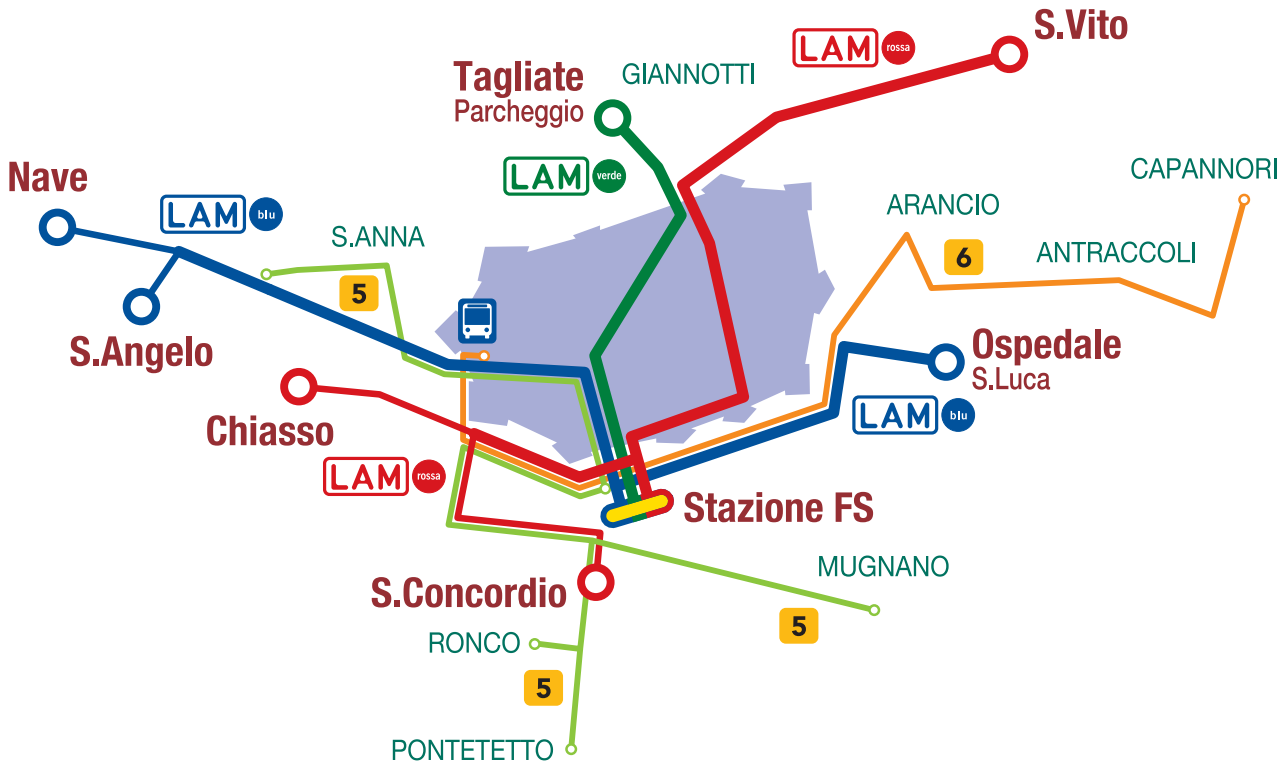 S.Vito
LAM rossa
Tagliate
Parcheggio
GIANNOTTI
LAM verde
CAPANNORI
Nave
LAM blu
ARANCIO
S.ANNA
ANTRACCOLI
6
5
S.Angelo
Ospedale
S.Luca
LAM blu
Chiasso
LAM rossa
Stazione FS
MUGNANO
S.Concordio
5
RONCO
5
PONTETETTO